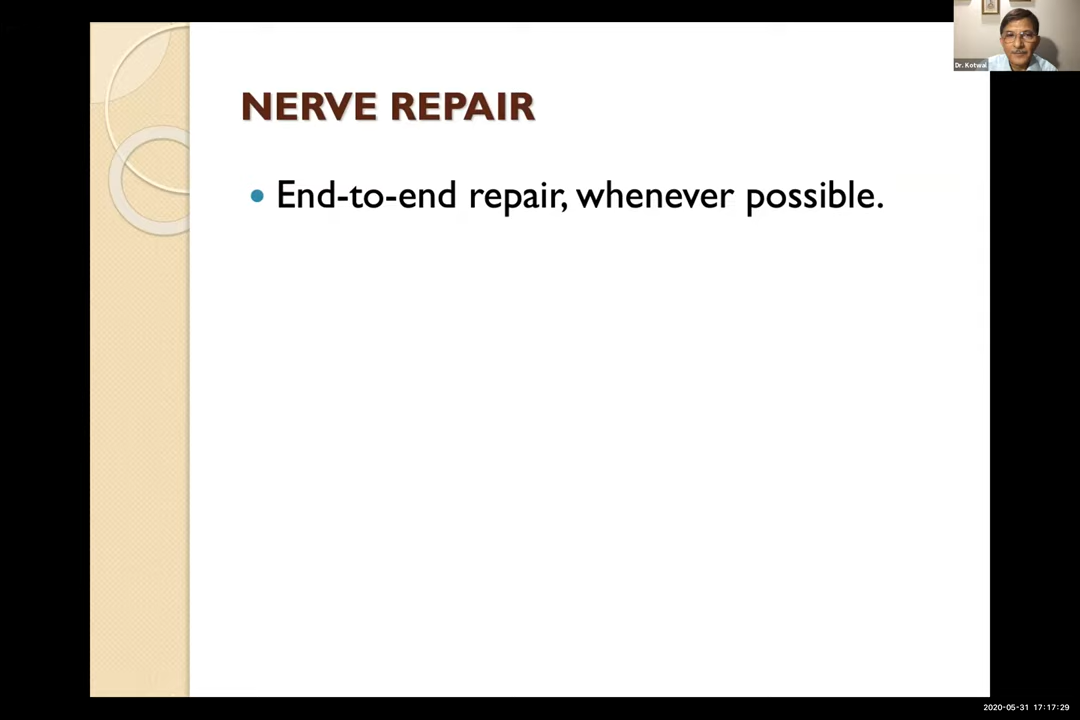 Dr. Kotwal
NERVE REPAIR
• End-to-end repair, whenever possible.
2020-05-31 17:17:29